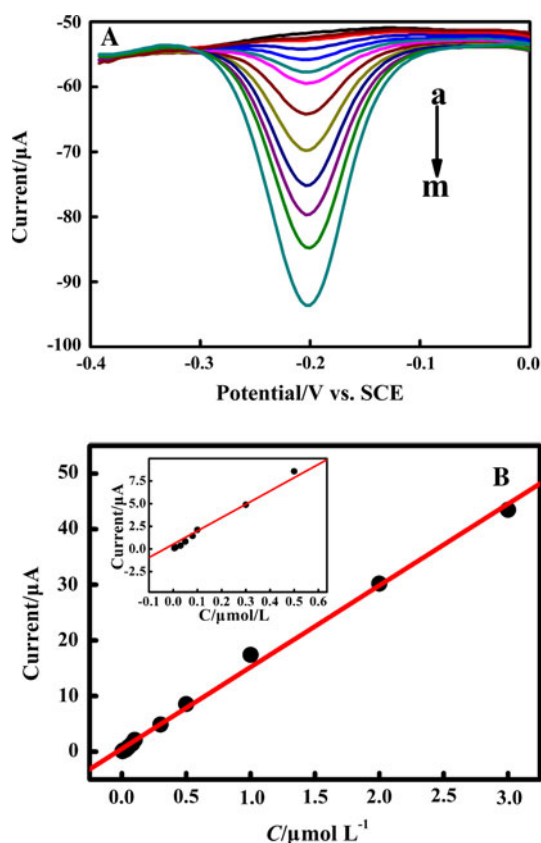 A
Current/μA
-50
-60
-70
-80
-90
-100
a
m
-0.4 -0.3 -0.2 -0.1 0.0
Potential/V vs. SCE
B
Current/μA
50
40
30
20
10
0
Current/μA
7.5
5.0
2.5
0.0
-2.5
-0.1 0.0 0.1 0.2 0.3 0.4 0.5 0.6
C/μmol/L
0.0 0.5 1.0 1.5 2.0 2.5 3.0
C/μmol L⁻¹